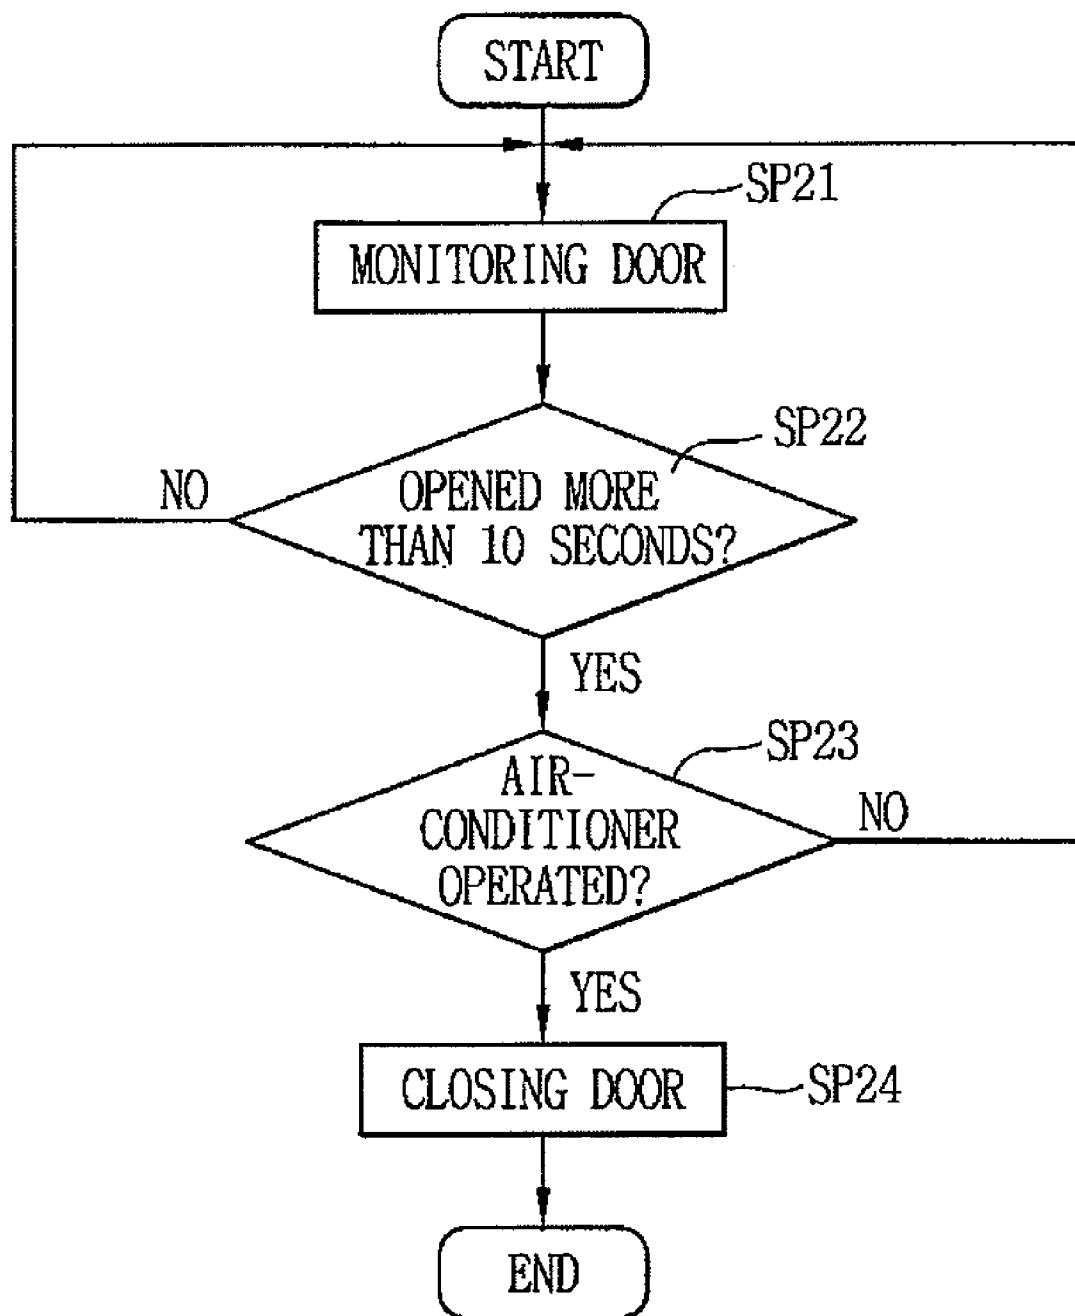 START
SP21
MONITORING DOOR
SP22
NO
OPENED MORE
THAN 10 SECONDS?
YES
SP23
AIR-
CONDITIONER
OPERATED?
NO
YES
CLOSING DOOR
SP24
END